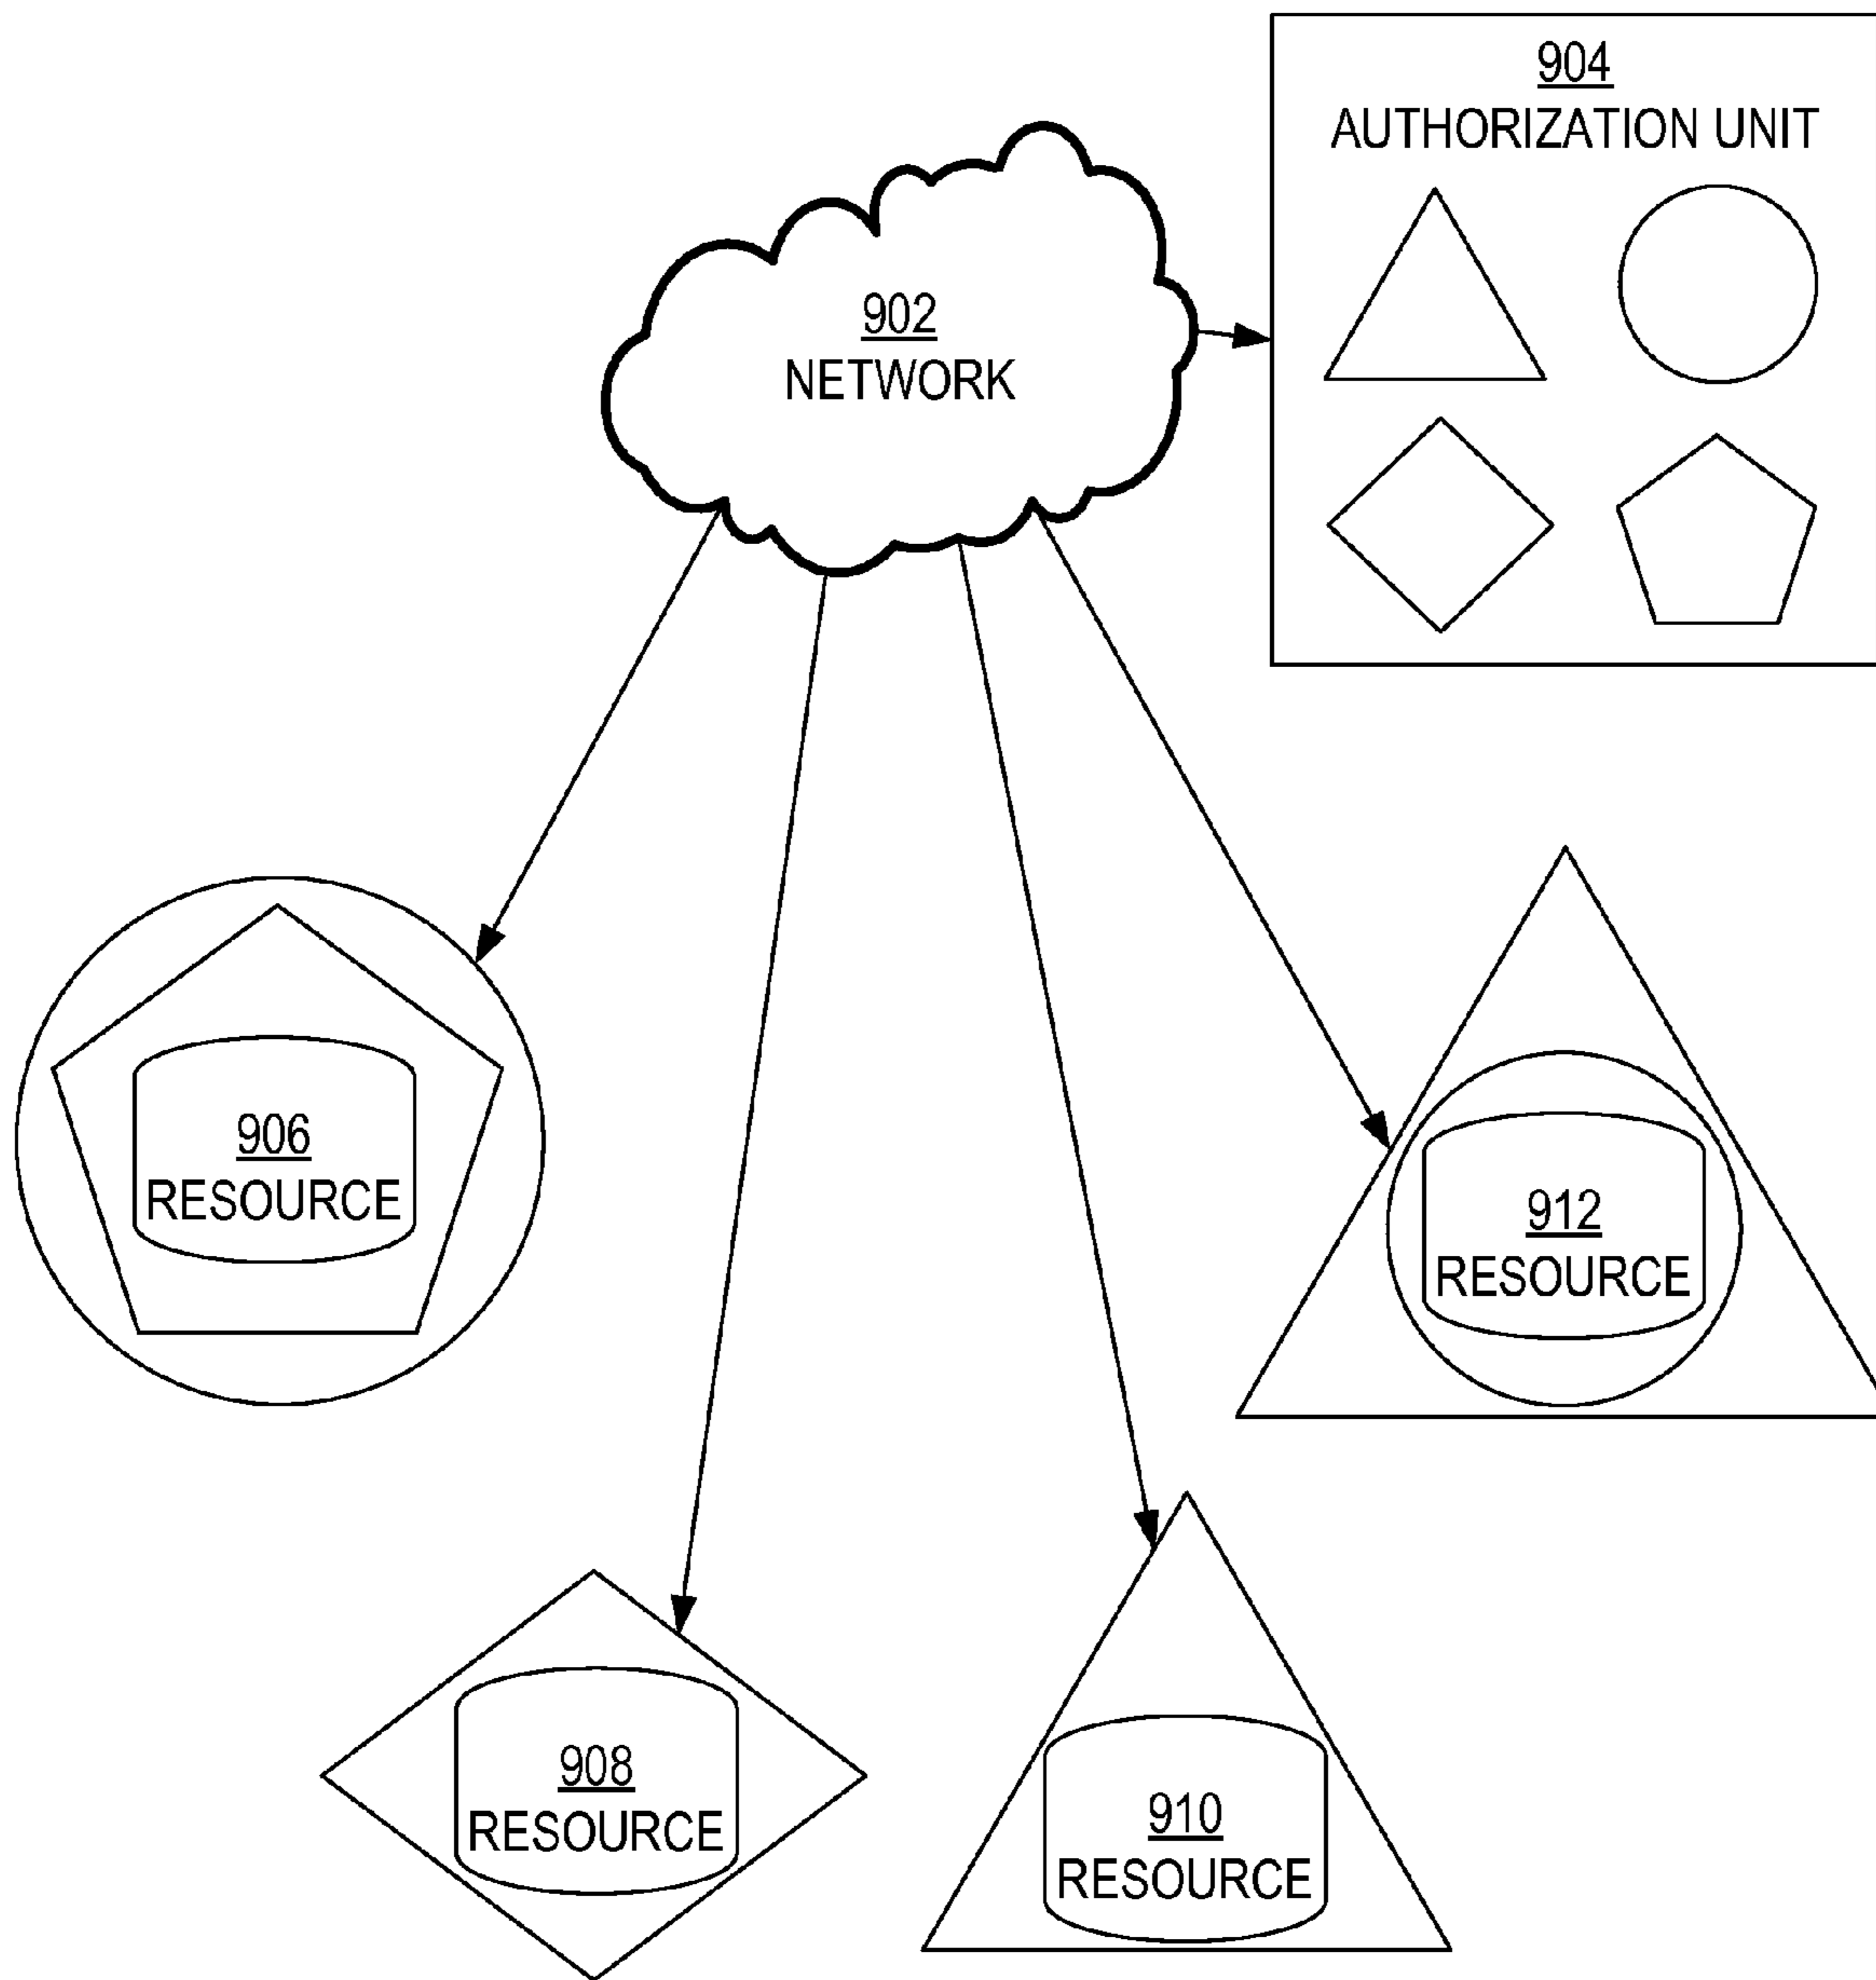 904
AUTHORIZATION UNIT
902
NETWORK
906
RESOURCE
912
RESOURCE
908
RESOURCE
910
RESOURCE